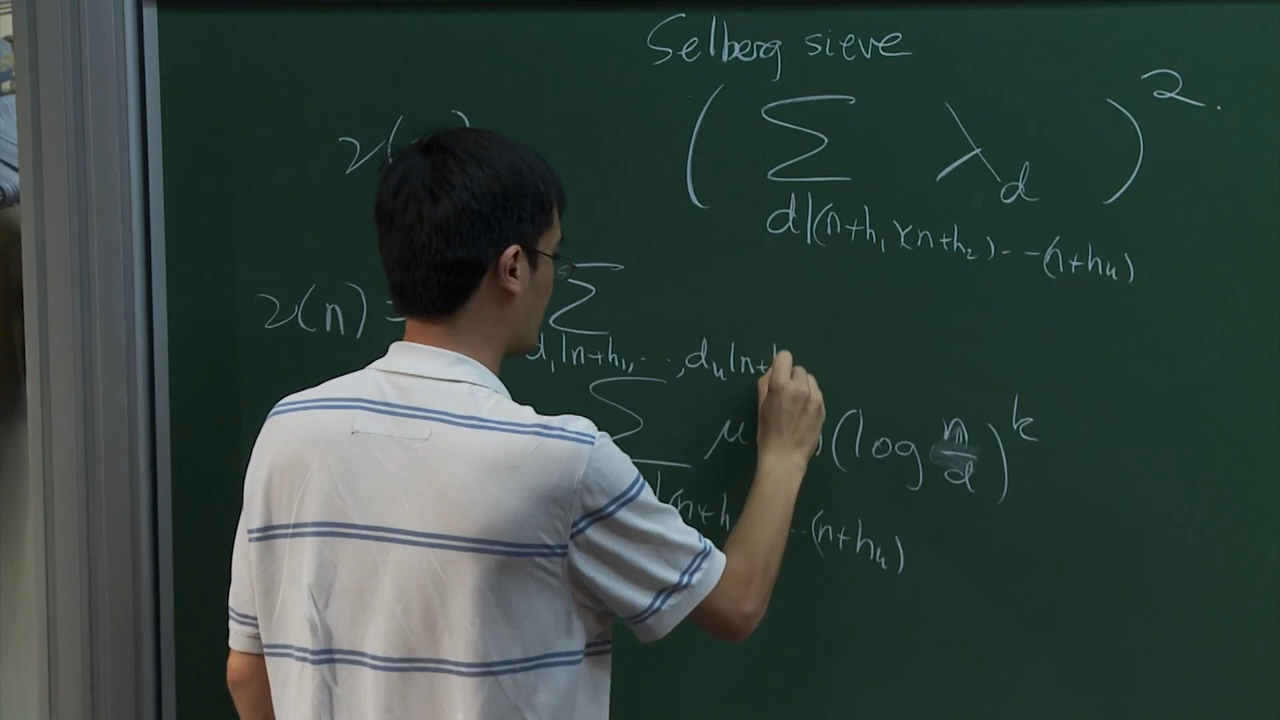 Selberg sieve
ν( ) ( Σ λ_d )^2.
d|(n+h_1)(n+h_2)--(n+h_k)
ν(n) = Σ
d_1|n+h_1, ..., d_k|n+h
Σ μ (log n/d)^k
(n+h ..(n+h_k)